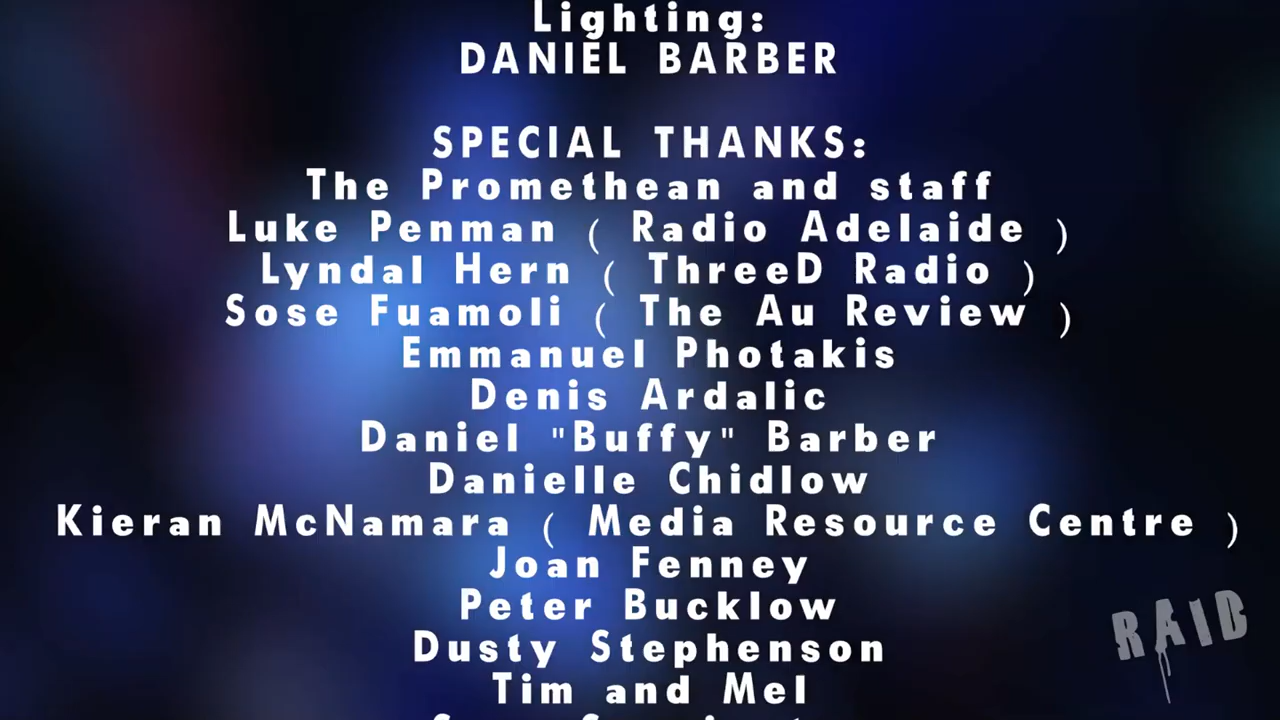 Lighting:
DANIEL BARBER
SPECIAL THANKS:
The Promethean and staff
Luke Penman ( Radio Adelaide )
Lyndal Hern ( ThreeD Radio )
Sose Fuamoli ( The Au Review )
Emmanuel Photakis
Denis Ardalic
Daniel "Buffy" Barber
Danielle Chidlow
Kieran McNamara ( Media Resource Centre )
Joan Fenney
Peter Bucklow
Dusty Stephenson
Tim and Mel
RAID